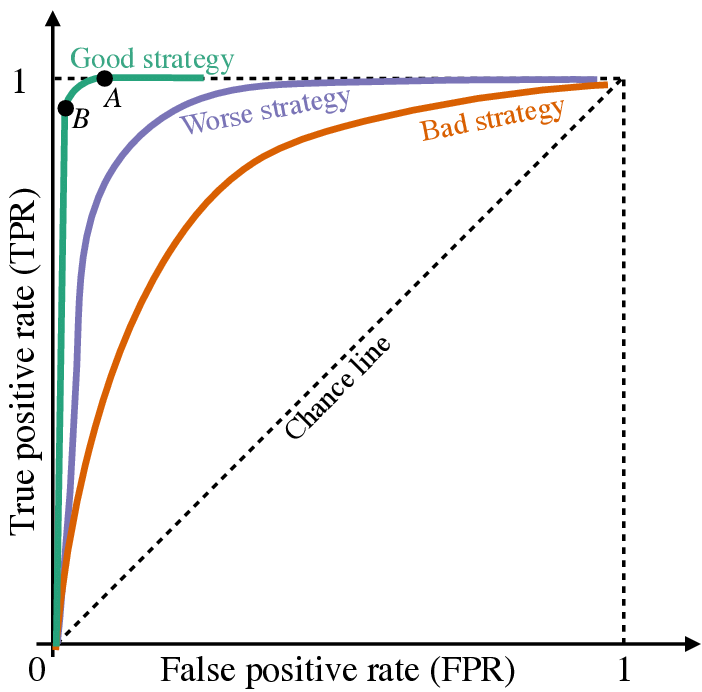 Good strategy
1
A
B
Worse strategy
Bad strategy
True positive rate (TPR)
Chance line
0
False positive rate (FPR)
1